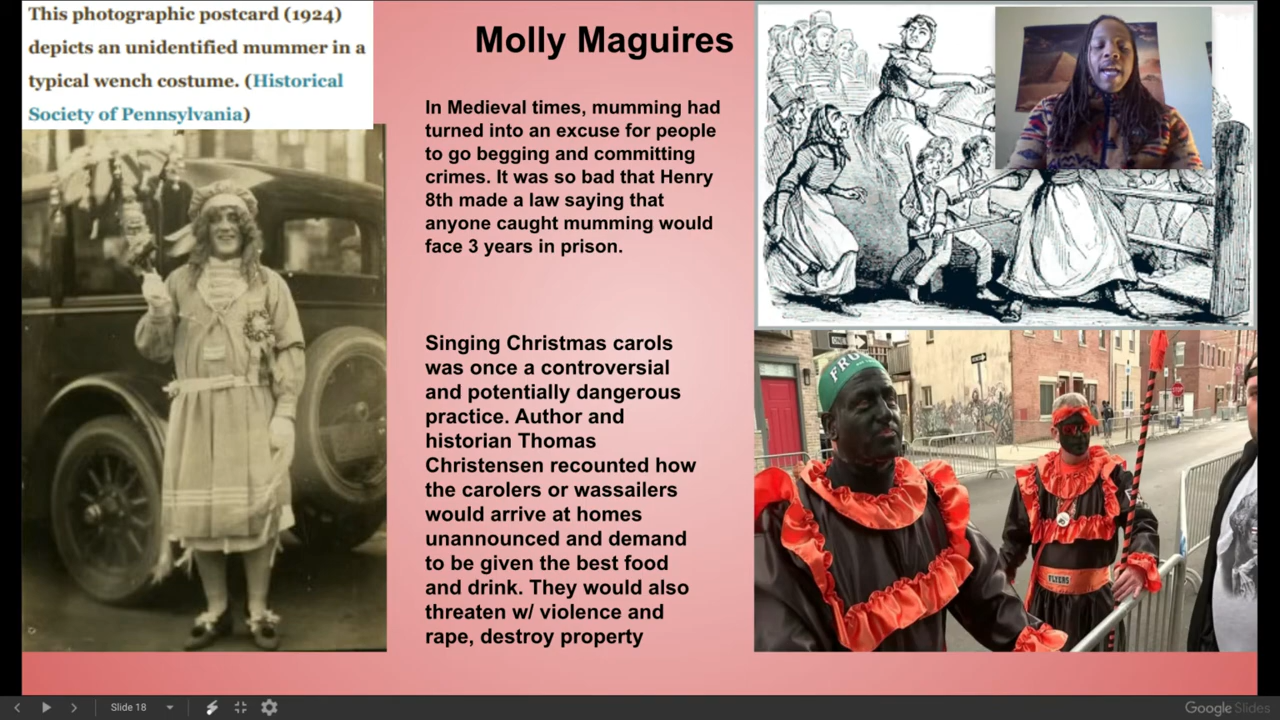 This photographic postcard (1924)
depicts an unidentified mummer in a
typical wench costume. (Historical
Society of Pennsylvania)
Molly Maguires
In Medieval times, mumming had
turned into an excuse for people
to go begging and committing
crimes. It was so bad that Henry
8th made a law saying that
anyone caught mumming would
face 3 years in prison.
Singing Christmas carols
was once a controversial
and potentially dangerous
practice. Author and
historian Thomas
Christensen recounted how
the carolers or wassailers
would arrive at homes
unannounced and demand
to be given the best food
and drink. They would also
threaten w/ violence and
rape, destroy property
FLYERS
Slide 18
Google Slides